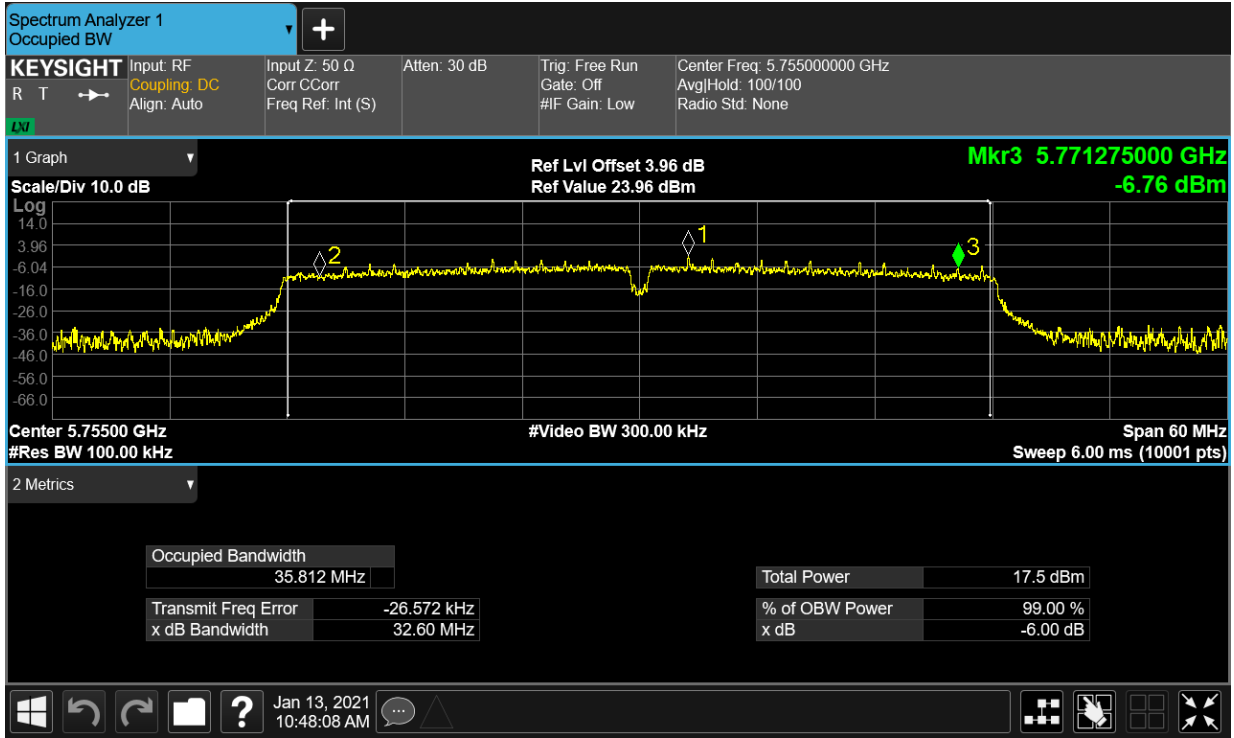 Spectrum Analyzer 1
Occupied BW
KEYSIGHT
R T
LXI
Input: RF
Coupling: DC
Align: Auto
Input Z: 50 Ω
Corr CCorr
Freq Ref: Int (S)
Atten: 30 dB
Trig: Free Run
Gate: Off
#IF Gain: Low
Center Freq: 5.755000000 GHz
Avg|Hold: 100/100
Radio Std: None
1 Graph
Ref Lvl Offset 3.96 dB
Mkr3 5.771275000 GHz
Scale/Div 10.0 dB
Ref Value 23.96 dBm
-6.76 dBm
Log
14.0
3.96
-6.04
-16.0
-26.0
-36.0
-46.0
-56.0
-66.0
2
1
3
Center 5.75500 GHz
#Video BW 300.00 kHz
Span 60 MHz
#Res BW 100.00 kHz
Sweep 6.00 ms (10001 pts)
2 Metrics
Occupied Bandwidth
35.812 MHz
Total Power 17.5 dBm
Transmit Freq Error -26.572 kHz
% of OBW Power 99.00 %
x dB Bandwidth 32.60 MHz
x dB -6.00 dB
?
Jan 13, 2021
10:48:08 AM